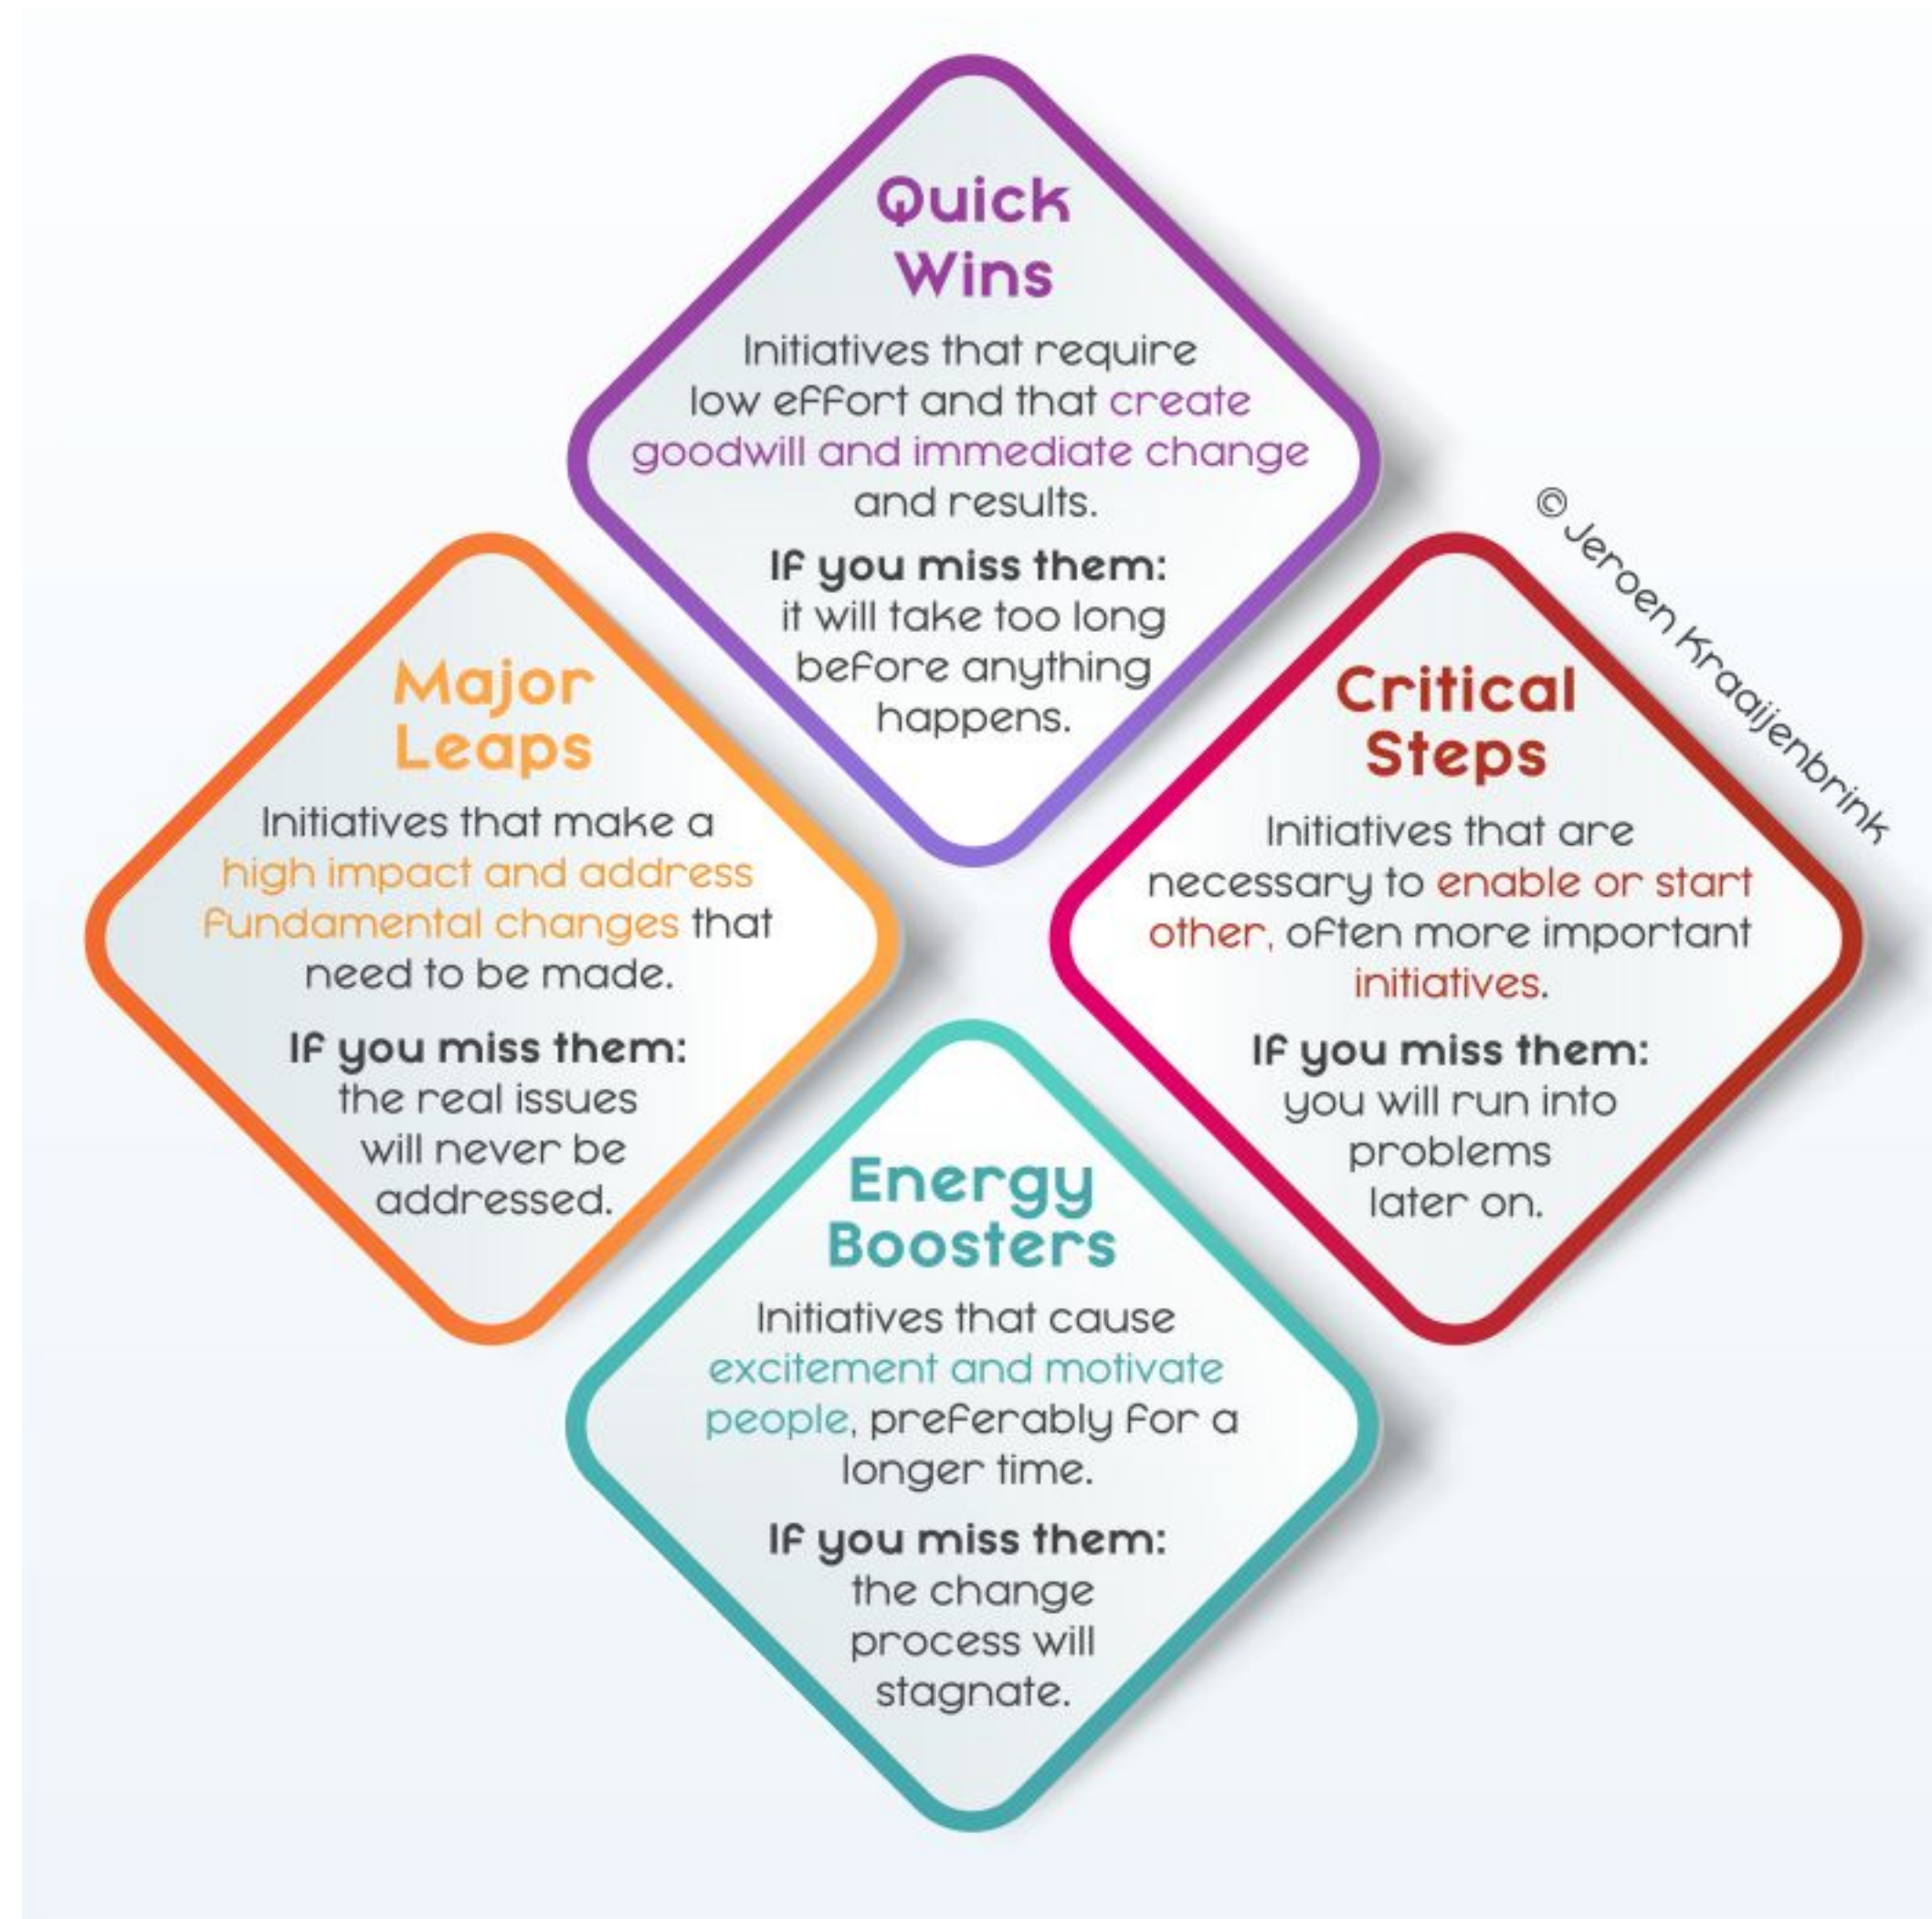 Quick
Wins
Initiatives that require
low effort and that create
goodwill and immediate change
and results.
If you miss them:
it will take too long
before anything
happens.
© Jeroen Kraaijenbrink
Major
Leaps
Initiatives that make a
high impact and address
fundamental changes that
need to be made.
If you miss them:
the real issues
will never be
addressed.
Critical
Steps
Initiatives that are
necessary to enable or start
other, often more important
initiatives.
If you miss them:
you will run into
problems
later on.
Energy
Boosters
Initiatives that cause
excitement and motivate
people, preferably for a
longer time.
If you miss them:
the change
process will
stagnate.